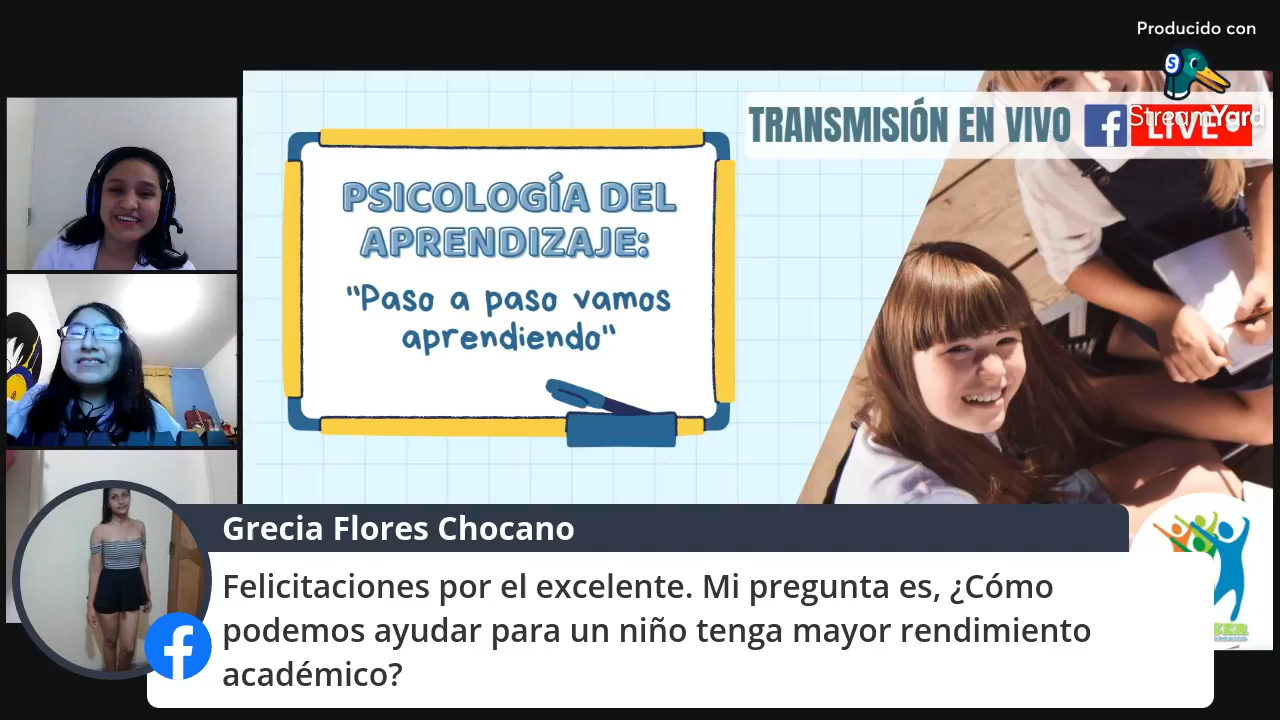 Producido con
StreamYard
TRANSMISIÓN EN VIVO f LIVE
PSICOLOGÍA DEL
APRENDIZAJE:
"Paso a paso vamos
aprendiendo"
Grecia Flores Chocano
Felicitaciones por el excelente. Mi pregunta es, ¿Cómo
podemos ayudar para un niño tenga mayor rendimiento
académico?